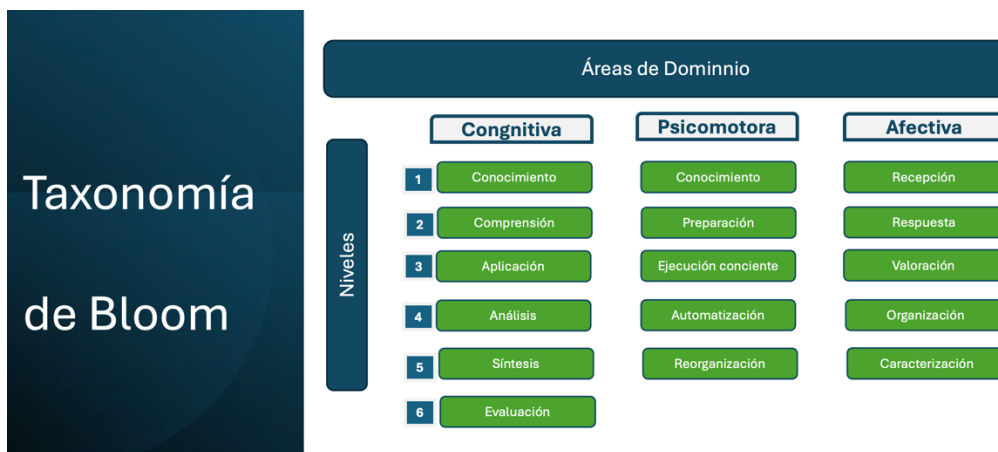 Taxonomía
de Bloom
Áreas de Dominnio
Congnitiva Psicomotora Afectiva
Niveles
1 Conocimiento Conocimiento Recepción
2 Comprensión Preparación Respuesta
3 Aplicación Ejecución conciente Valoración
4 Análisis Automatización Organización
5 Síntesis Reorganización Caracterización
6 Evaluación